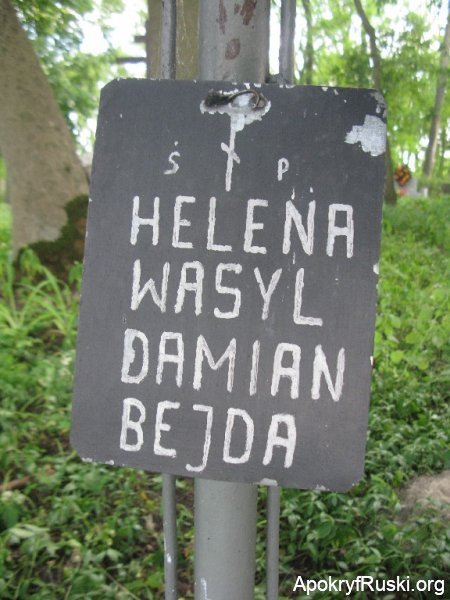 Ś P
HELENA
WASYL
DAMIAN
BEJDA
ApokryfRuski.org